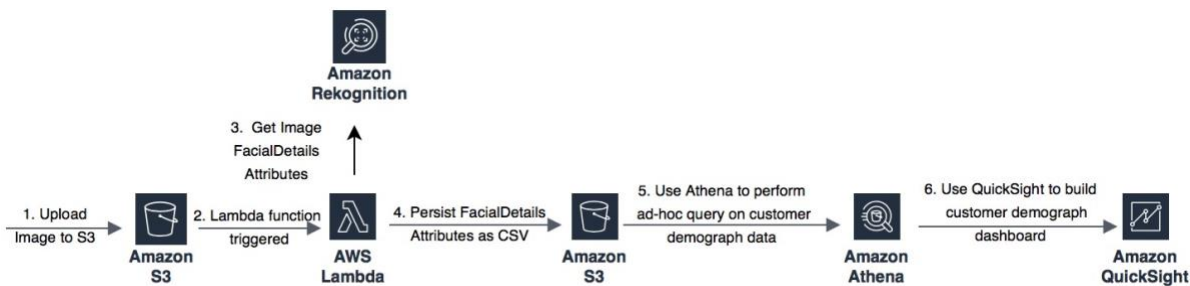 Amazon
Rekognition
3. Get Image
FacialDetails
Attributes
1. Upload
Image to S3
Amazon
S3
2. Lambda function
triggered
AWS
Lambda
4. Persist FacialDetails
Attributes as CSV
Amazon
S3
5. Use Athena to perform
ad-hoc query on customer
demograph data
Amazon
Athena
6. Use QuickSight to build
customer demograph
dashboard
Amazon
QuickSight